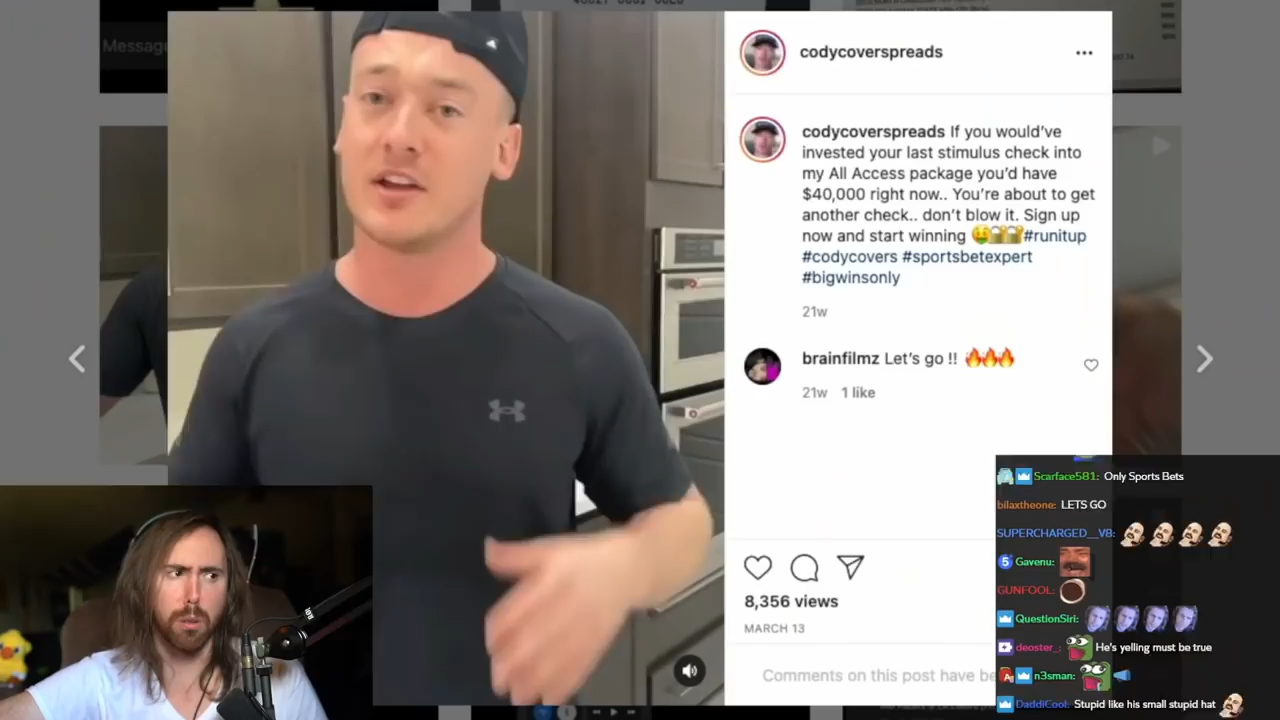 Message
codycoverspreads
codycoverspreads If you would've
invested your last stimulus check into
my All Access package you'd have
$40,000 right now.. You're about to get
another check.. don't blow it. Sign up
now and start winning 🤑🍻🍻#runitup
#codycovers #sportsbetexpert
#bigwinsonly
21w
brainfilmz Let's go !! 🔥🔥🔥
21w 1 like
8,356 views
MARCH 13
Comments on this post have be
Scarface581: Only Sports Bets
bilaxtheone: LETS GO
SUPERCHARGED__V8:
5 Gavenu:
GUNFOOL:
QuestionSiri:
deoster_: He's yelling must be true
n3sman:
DaddiCool: Stupid like his small stupid hat